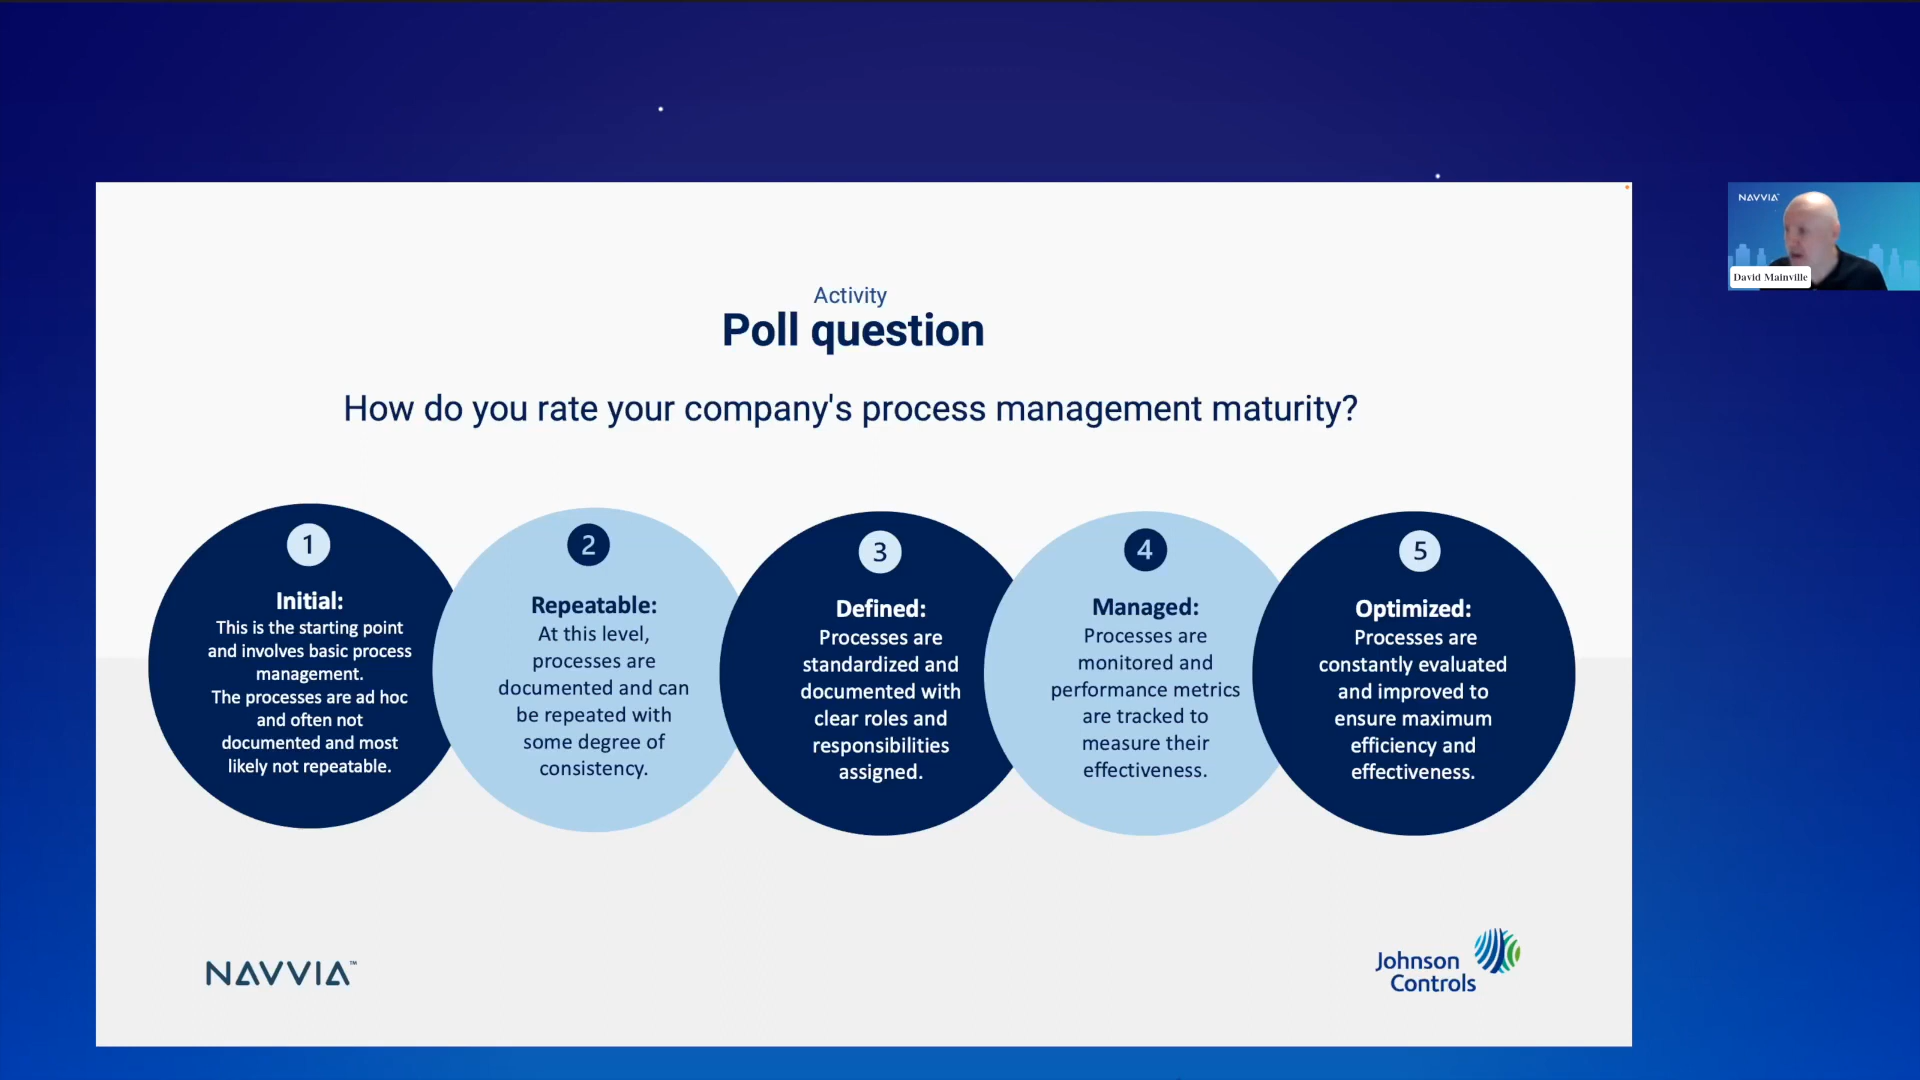 Activity
Poll question
How do you rate your company's process management maturity?
1
Initial:
This is the starting point
and involves basic process
management.
The processes are ad hoc
and often not
documented and most
likely not repeatable.
2
Repeatable:
At this level,
processes are
documented and can
be repeated with
some degree of
consistency.
3
Defined:
Processes are
standardized and
documented with
clear roles and
responsibilities
assigned.
4
Managed:
Processes are
monitored and
performance metrics
are tracked to
measure their
effectiveness.
5
Optimized:
Processes are
constantly evaluated
and improved to
ensure maximum
efficiency and
effectiveness.
NAVVIA™
Johnson
Controls
NAVVIA™
David Mainville